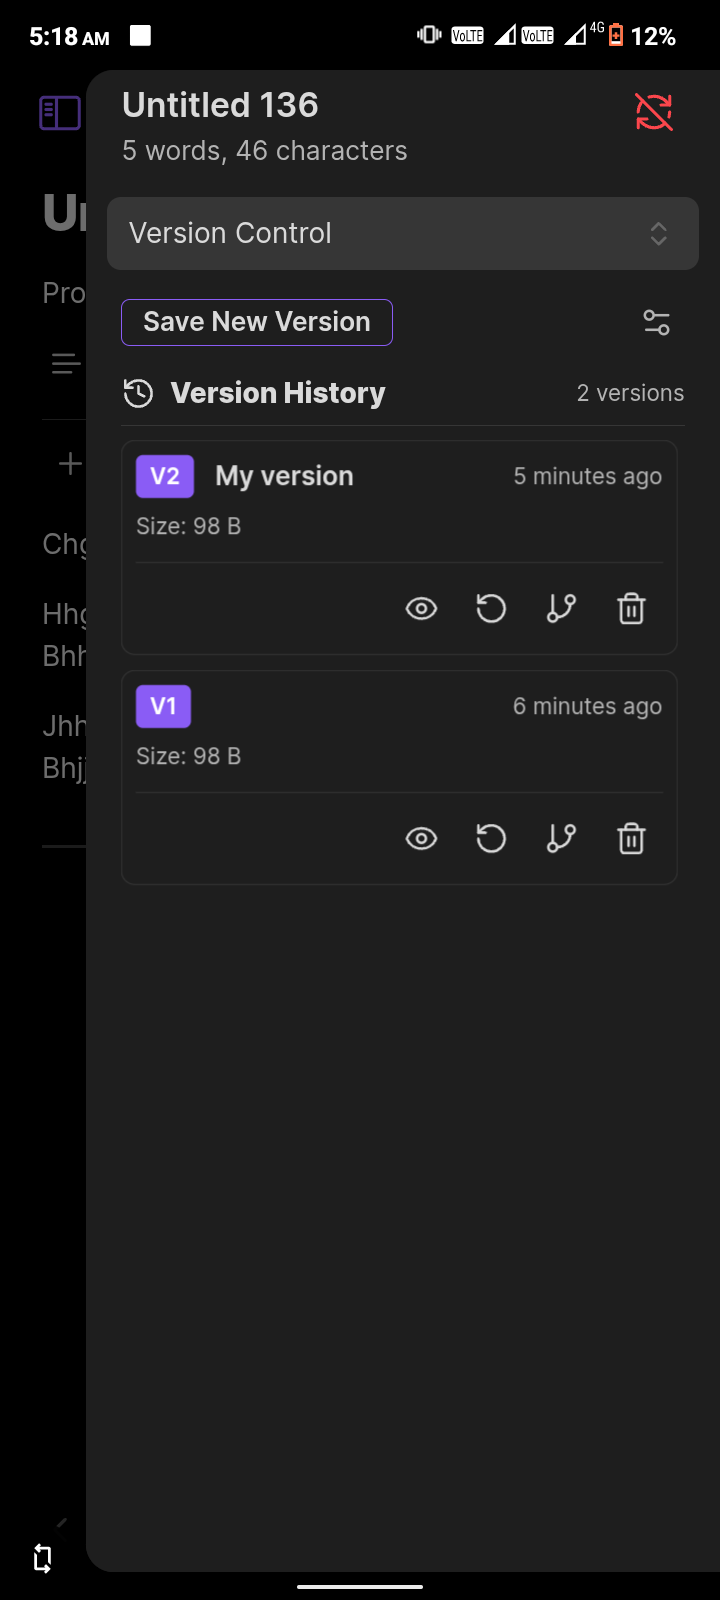 5:18 AM
VoLTE VoLTE 4G 12%
Untitled 136
5 words, 46 characters
Version Control
Pro
Save New Version
Version History 2 versions
V2 My version 5 minutes ago
Size: 98 B
Chg
Hhg
Bhh
V1 6 minutes ago
Jhh
Size: 98 B
Bhjj